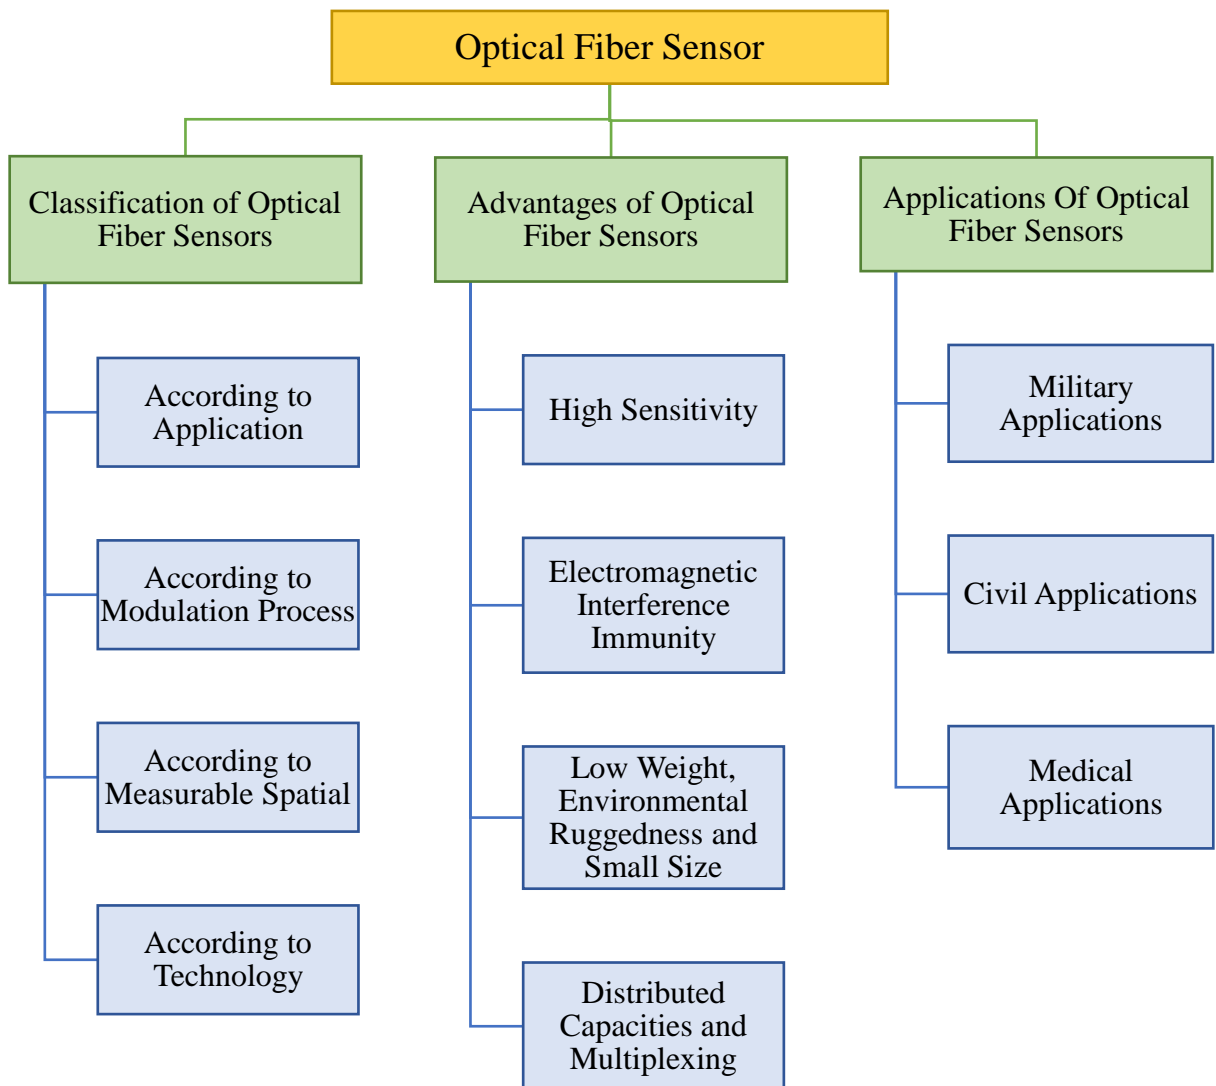 Optical Fiber Sensor
Classification of Optical
Fiber Sensors
According to
Application
According to
Modulation Process
According to
Measurable Spatial
According to
Technology
Advantages of Optical
Fiber Sensors
High Sensitivity
Electromagnetic
Interference
Immunity
Low Weight,
Environmental
Ruggedness and
Small Size
Distributed
Capacities and
Multiplexing
Applications Of Optical
Fiber Sensors
Military
Applications
Civil Applications
Medical
Applications